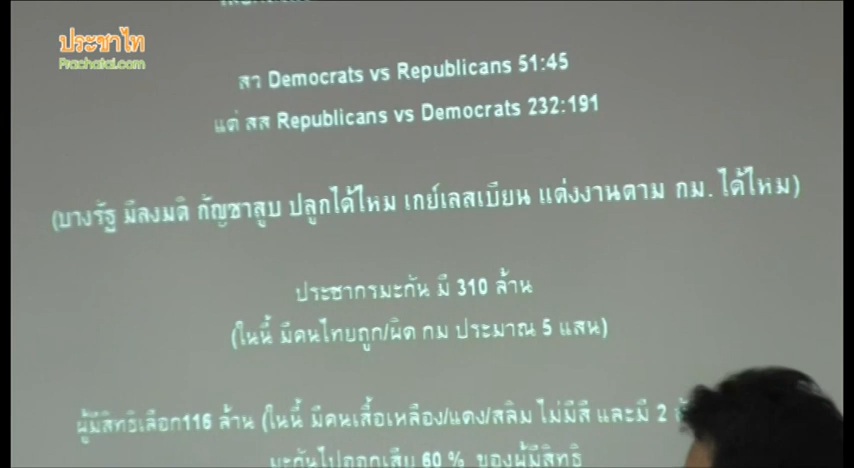 ประชาไท
Prachatai.com
สว Democrats vs Republicans 51:45
แต่ สส Republicans vs Democrats 232:191
(บางรัฐ มีลงมติ กัญชาสูบ ปลูกได้ไหม เกย์เลสเบียน แต่งงานตาม กม. ได้ไหม)
ประชากรมะกัน มี 310 ล้าน
(ในนี้ มีคนไทยถูก/ผิด กม ประมาณ 5 แสน)
ผู้มีสิทธิเลือก116 ล้าน (ในนี้ มีคนเสื้อเหลือง/แดง/สลิม ไม่มีสี และมี 2
มะกันไปออกเสีย 60 % ของผู้มีสิทธิ